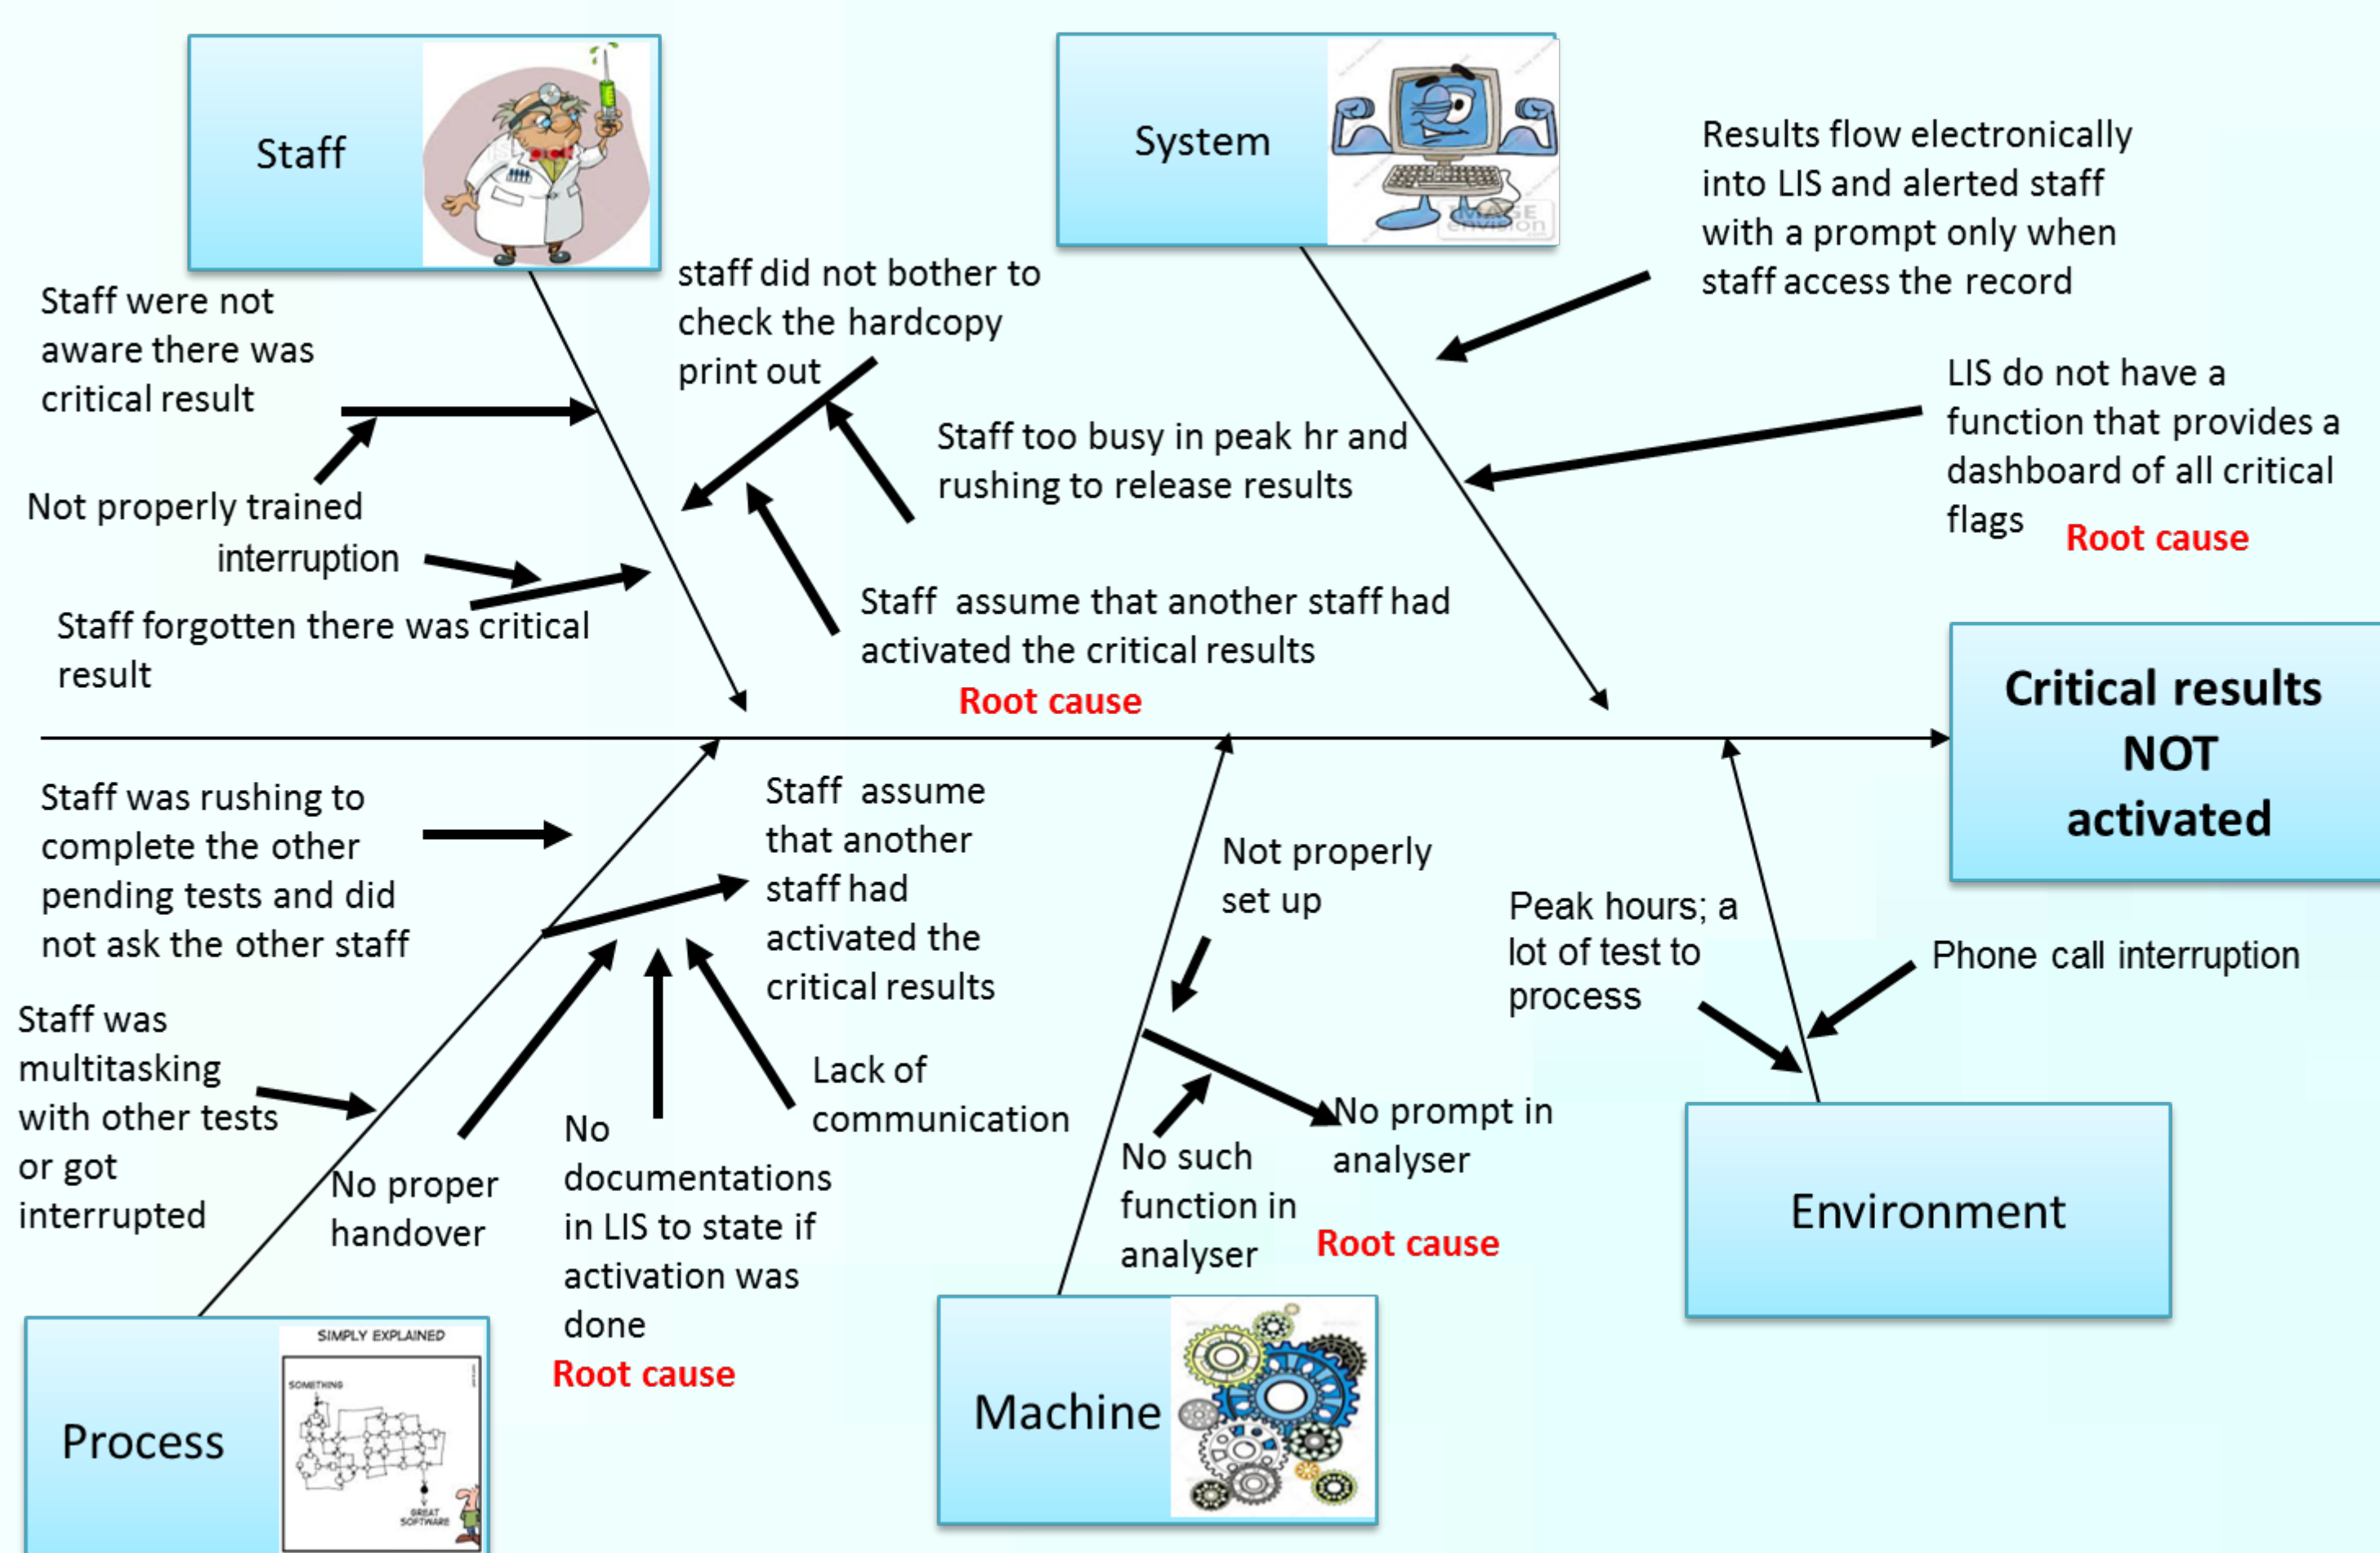 Staff
System
Results flow electronically
into LIS and alerted staff
with a prompt only when
staff access the record
Staff were not
aware there was
critical result
staff did not bother to
check the hardcopy
print out
LIS do not have a
function that provides a
dashboard of all critical
flags
Root cause
Staff too busy in peak hr and
rushing to release results
Not properly trained
interruption
Staff forgotten there was critical
result
Staff assume that another staff had
activated the critical results
Root cause
Critical results
NOT
activated
Staff was rushing to
complete the other
pending tests and did
not ask the other staff
Staff assume
that another
staff had
activated the
critical results
Not properly
set up
Peak hours; a
lot of test to
process
Phone call interruption
Staff was
multitasking
with other tests
or got
interrupted
No proper
handover
No
documentations
in LIS to state if
activation was
done
Root cause
Lack of
communication
No such
function in
analyser
No prompt in
analyser
Root cause
Environment
Process
SIMPLY EXPLAINED
SOMETHING
GREAT
SOFTWARE
Machine
IMAGE
envision